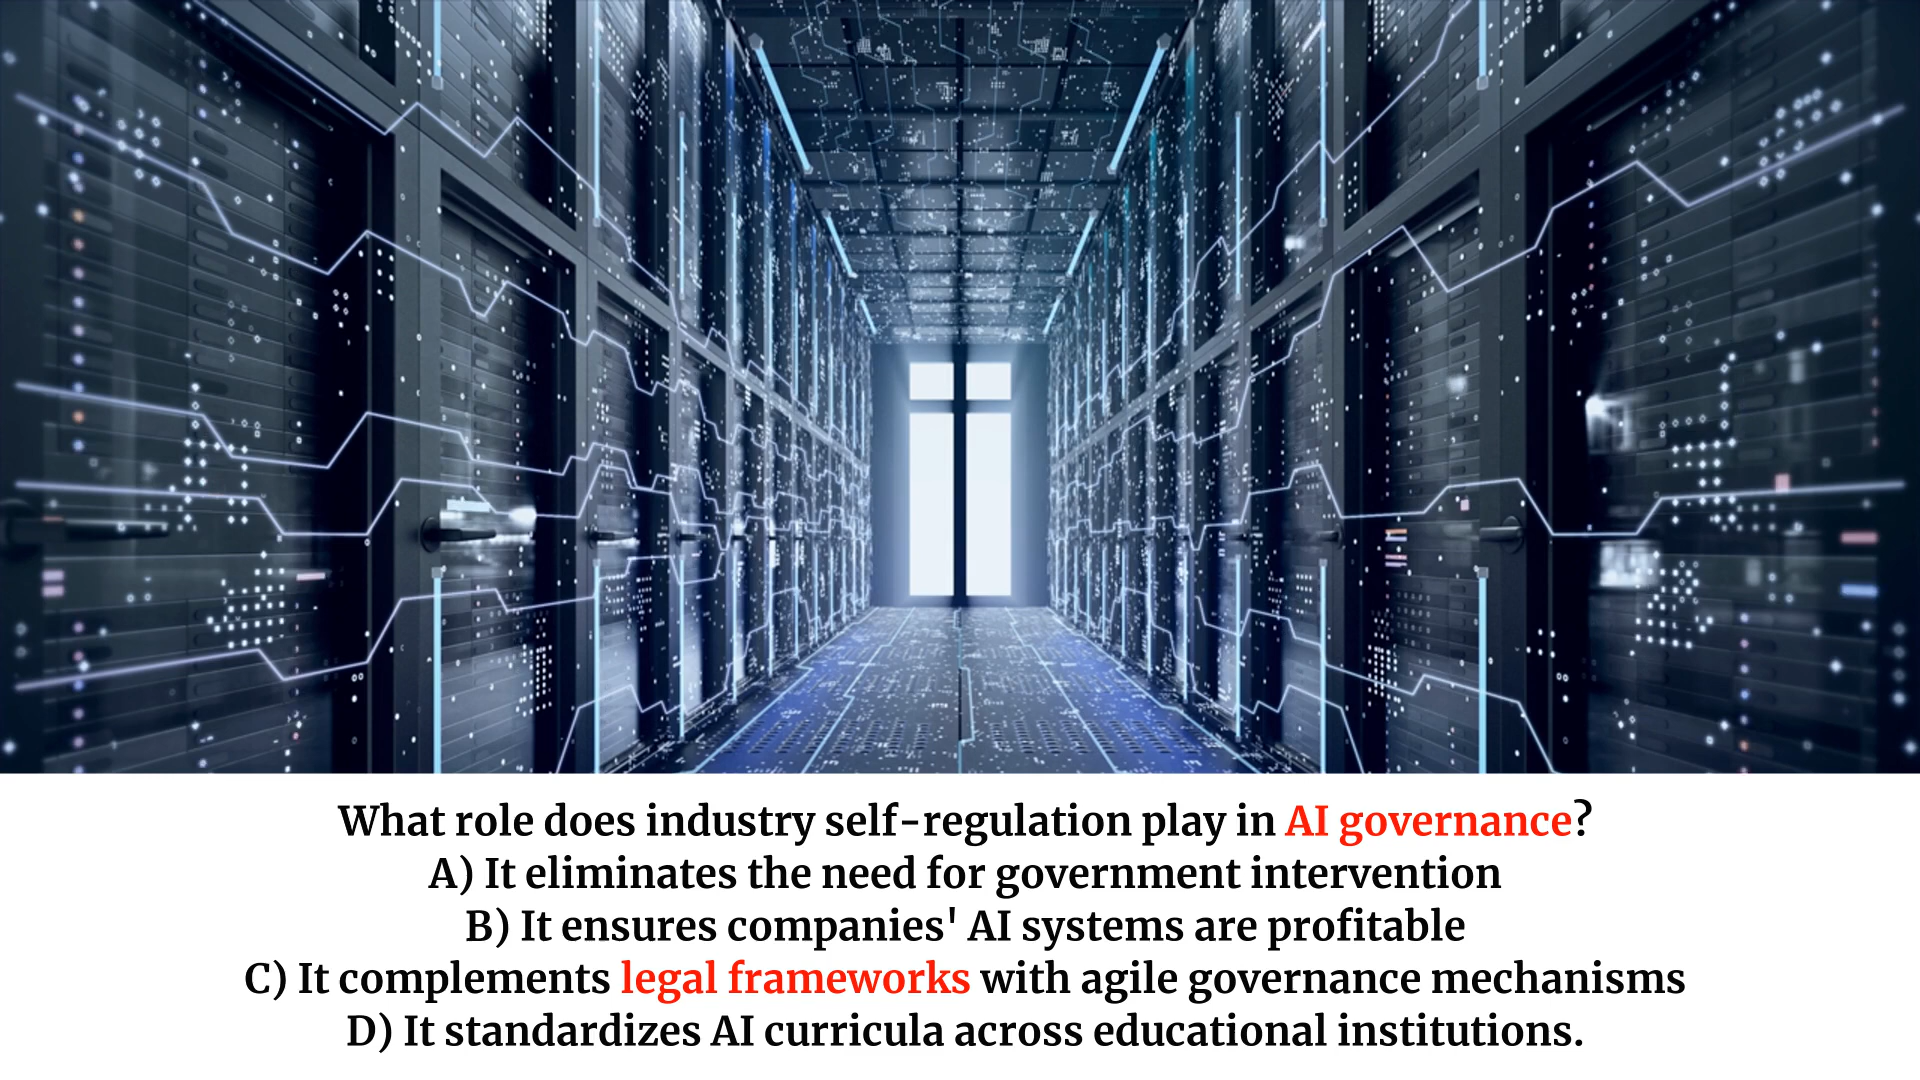 What role does industry self-regulation play in AI governance?
A) It eliminates the need for government intervention
B) It ensures companies' AI systems are profitable
C) It complements legal frameworks with agile governance mechanisms
D) It standardizes AI curricula across educational institutions.